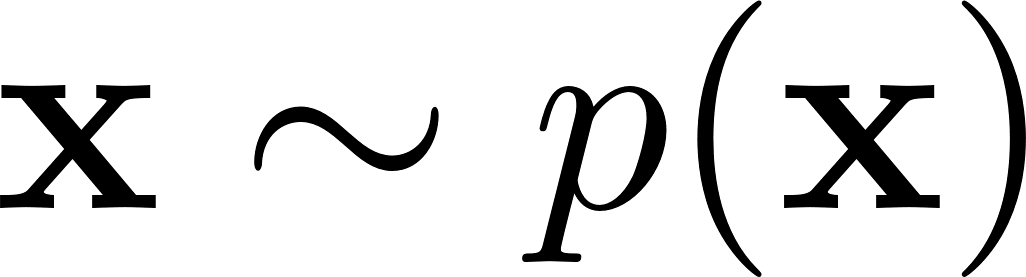 𝐱 ∼ 𝑝(𝐱)